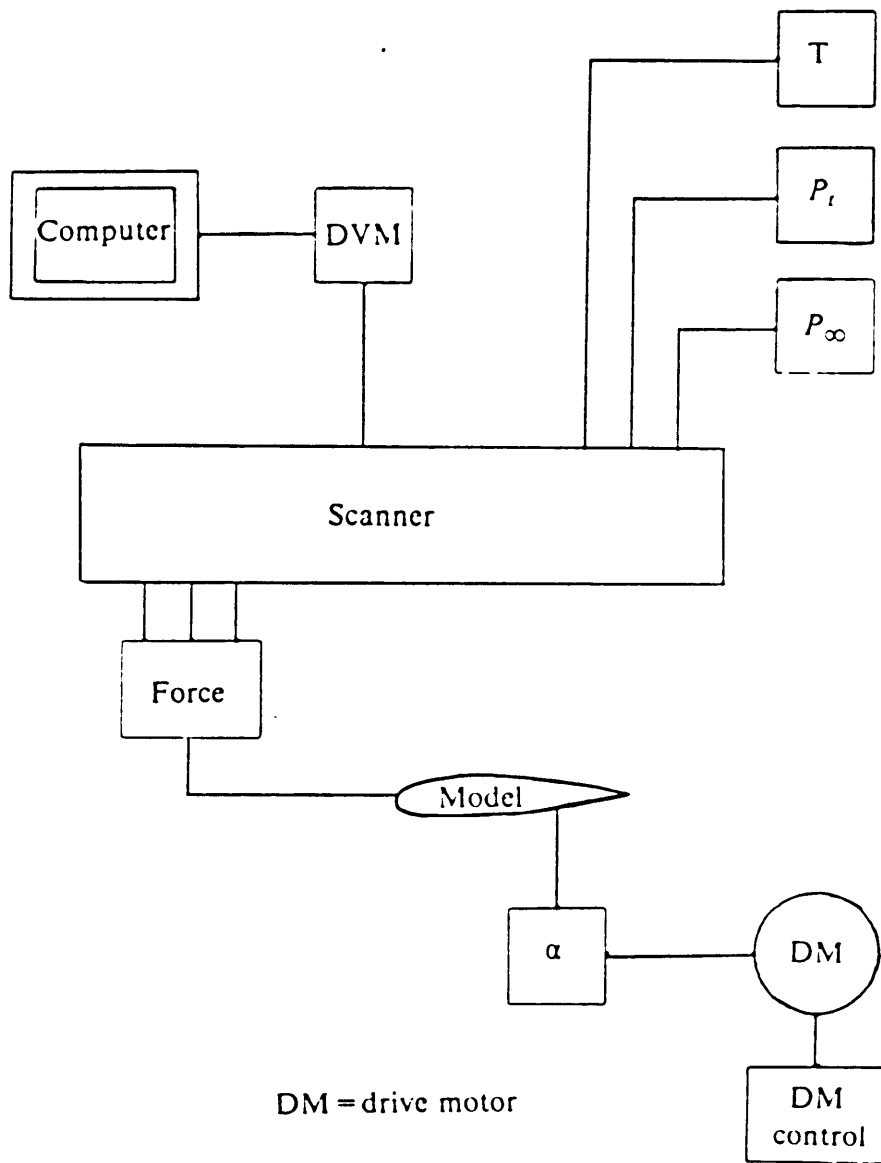 T
Computer
DVM
P_t
P_∞
Scanner
Force
Model
α
DM
DM = drive motor
DM
control